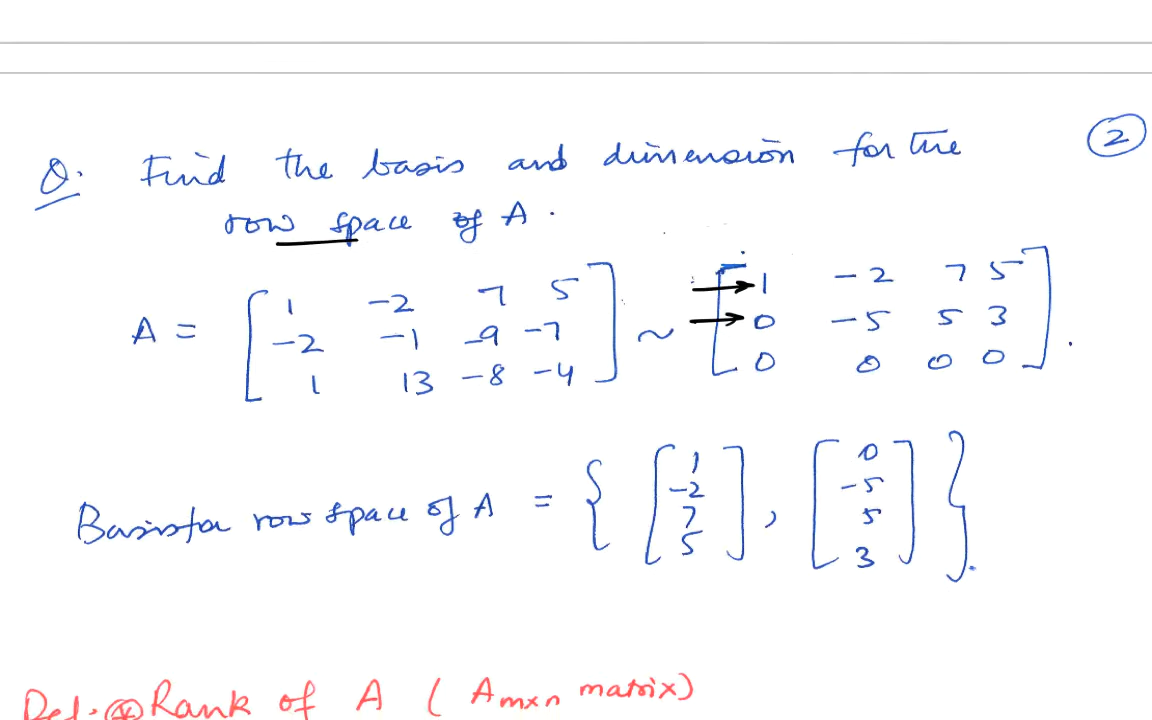 Q. Find the basis and dimension for the ②
row space of A.
A = [ 1 -2 7 5 ; -2 -1 -9 -7 ; 1 13 -8 -4 ] ~ [ 1 -2 7 5 ; 0 -5 5 3 ; 0 0 0 0 ].
Basis for row space of A = { [ 1 -2 7 5 ], [ 0 -5 5 3 ] }.
Rank of A ( Amxn matrix)